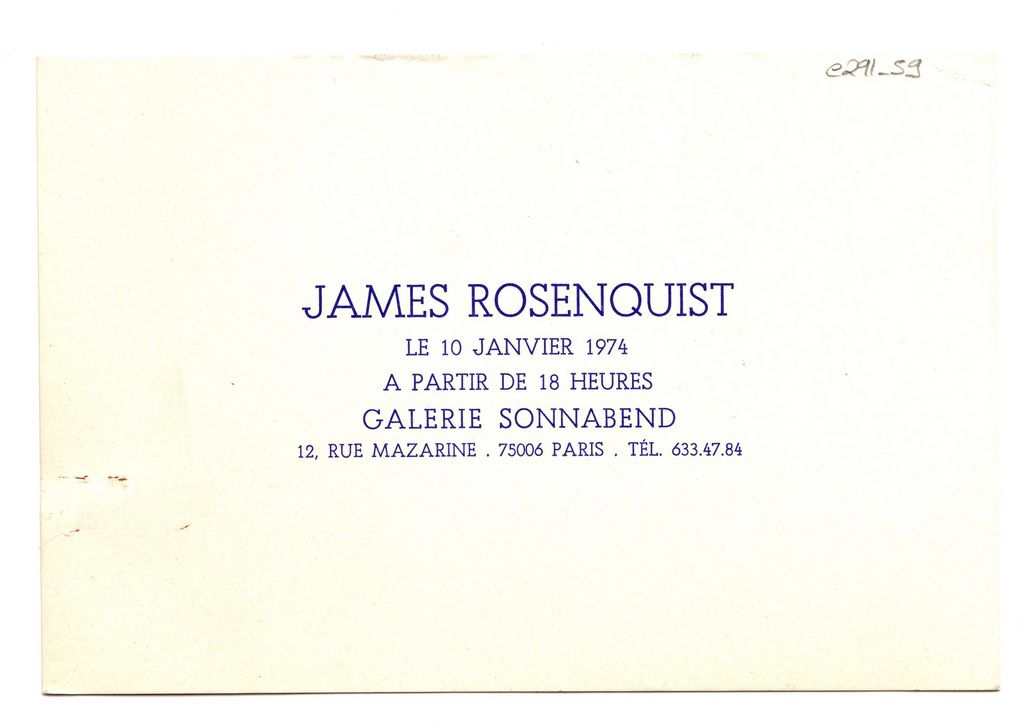 e291_59
JAMES ROSENQUIST
LE 10 JANVIER 1974
A PARTIR DE 18 HEURES
GALERIE SONNABEND
12, RUE MAZARINE . 75006 PARIS . TÉL. 633.47.84